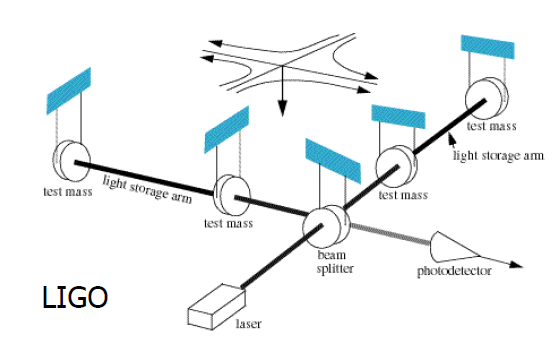 test mass
light storage arm
test mass
light storage arm
test mass
test mass
beam
splitter
photodetector
LIGO
laser